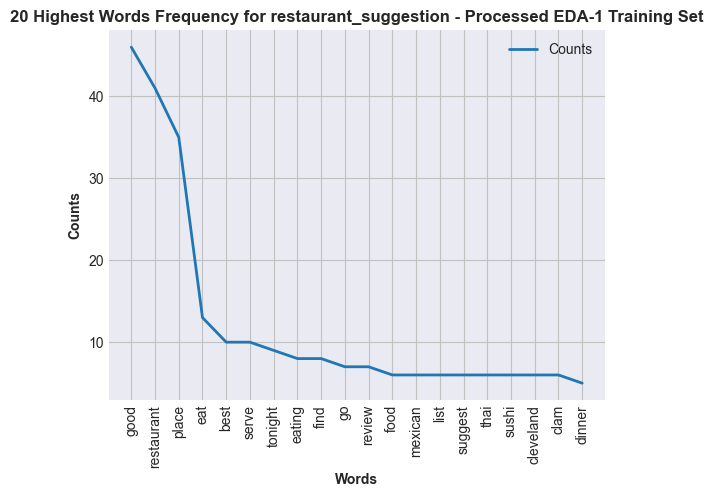 20 Highest Words Frequency for restaurant_suggestion - Processed EDA-1 Training Set
Counts
40
30
20
10
Counts
good
restaurant
place
eat
best
serve
tonight
eating
find
go
review
food
mexican
list
suggest
thai
sushi
cleveland
clam
dinner
Words